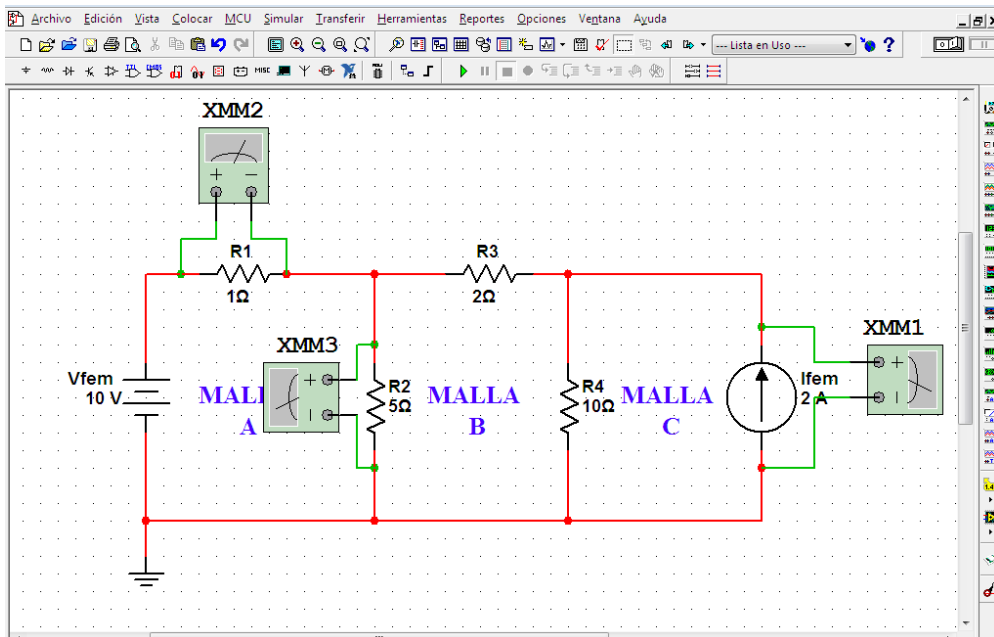 Archivo Edición Vista Colocar MCU Simular Transferir Herramientas Reportes Opciones Ventana Ayuda
--- Lista en Uso ---
MISC
XMM2
+ −
R1
1Ω
R3
2Ω
XMM3
+
XMM1
+
Vfem
10 V
MALL
A
R2
5Ω
MALLA
B
R4
10Ω
MALLA
C
Ifem
2 A